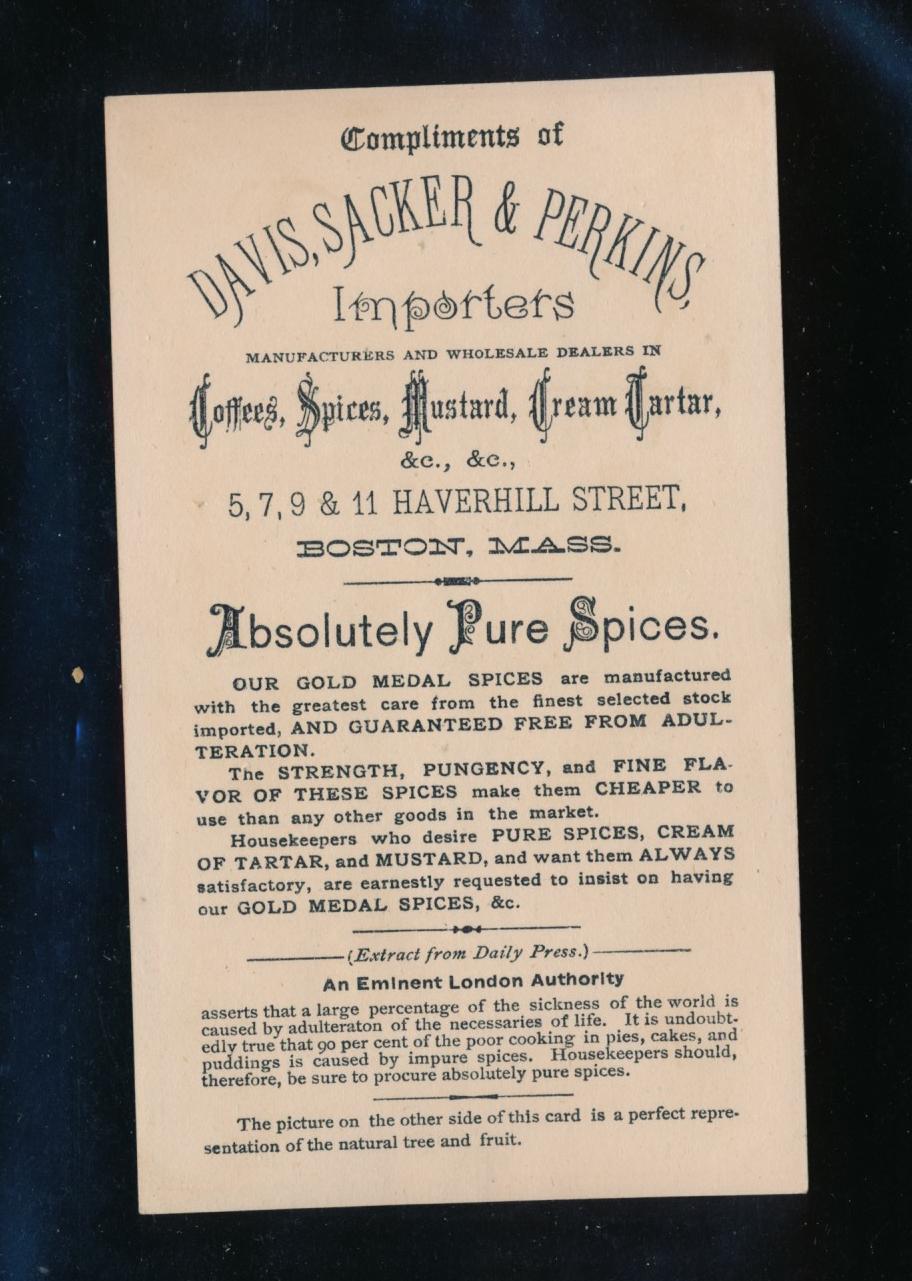 Compliments of
DAVIS, SACKER & PERKINS,
Importers
MANUFACTURERS AND WHOLESALE DEALERS IN
Coffees, Spices, Mustard, Cream Tartar,
&c., &c.,
5, 7, 9 & 11 HAVERHILL STREET,
BOSTON, MASS.
Absolutely Pure Spices.
OUR GOLD MEDAL SPICES are manufactured
with the greatest care from the finest selected stock
imported, AND GUARANTEED FREE FROM ADUL-
TERATION.
The STRENGTH, PUNGENCY, and FINE FLA-
VOR OF THESE SPICES make them CHEAPER to
use than any other goods in the market.
Housekeepers who desire PURE SPICES, CREAM
OF TARTAR, and MUSTARD, and want them ALWAYS
satisfactory, are earnestly requested to insist on having
our GOLD MEDAL SPICES, &c.
(Extract from Daily Press.)
An Eminent London Authority
asserts that a large percentage of the sickness of the world is
caused by adulteraton of the necessaries of life. It is undoubt-
edly true that 90 per cent of the poor cooking in pies, cakes, and
puddings is caused by impure spices. Housekeepers should,
therefore, be sure to procure absolutely pure spices.
The picture on the other side of this card is a perfect repre-
sentation of the natural tree and fruit.